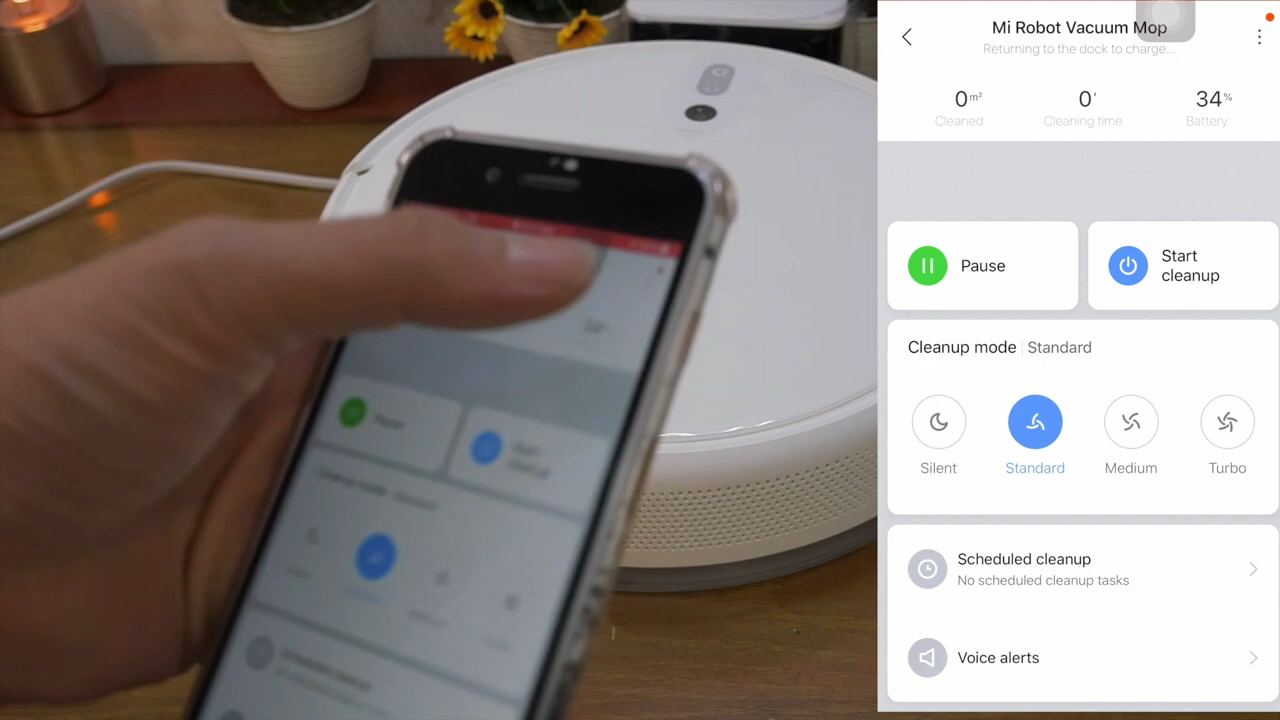 Mi Robot Vacuum Mop
Returning to the dock to charge...
0m² 0' 34%
Cleaned Cleaning time Battery
Pause
Start
cleanup
Cleanup mode | Standard
Silent Standard Medium Turbo
Scheduled cleanup
No scheduled cleanup tasks
Voice alerts